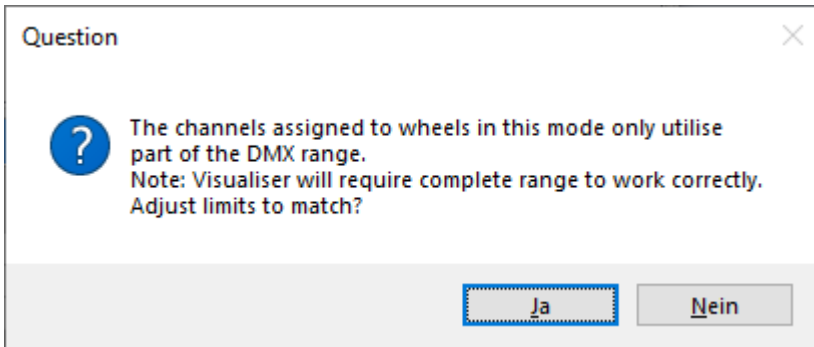 Question
The channels assigned to wheels in this mode only utilise
part of the DMX range.
Note: Visualiser will require complete range to work correctly.
Adjust limits to match?
Ja
Nein